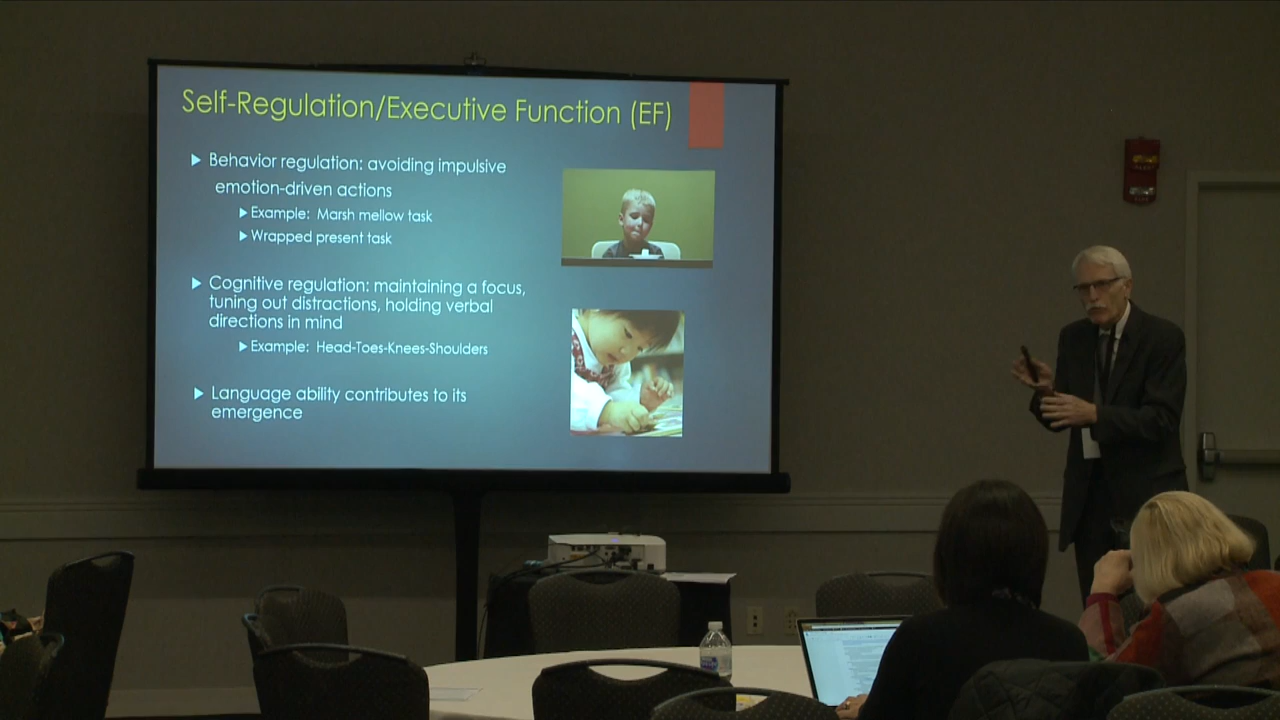 Self-Regulation/Executive Function (EF)
Behavior regulation: avoiding impulsive
emotion-driven actions
Example: Marsh mellow task
Wrapped present task
Cognitive regulation: maintaining a focus,
tuning out distractions, holding verbal
directions in mind
Example: Head-Toes-Knees-Shoulders
Language ability contributes to its
emergence